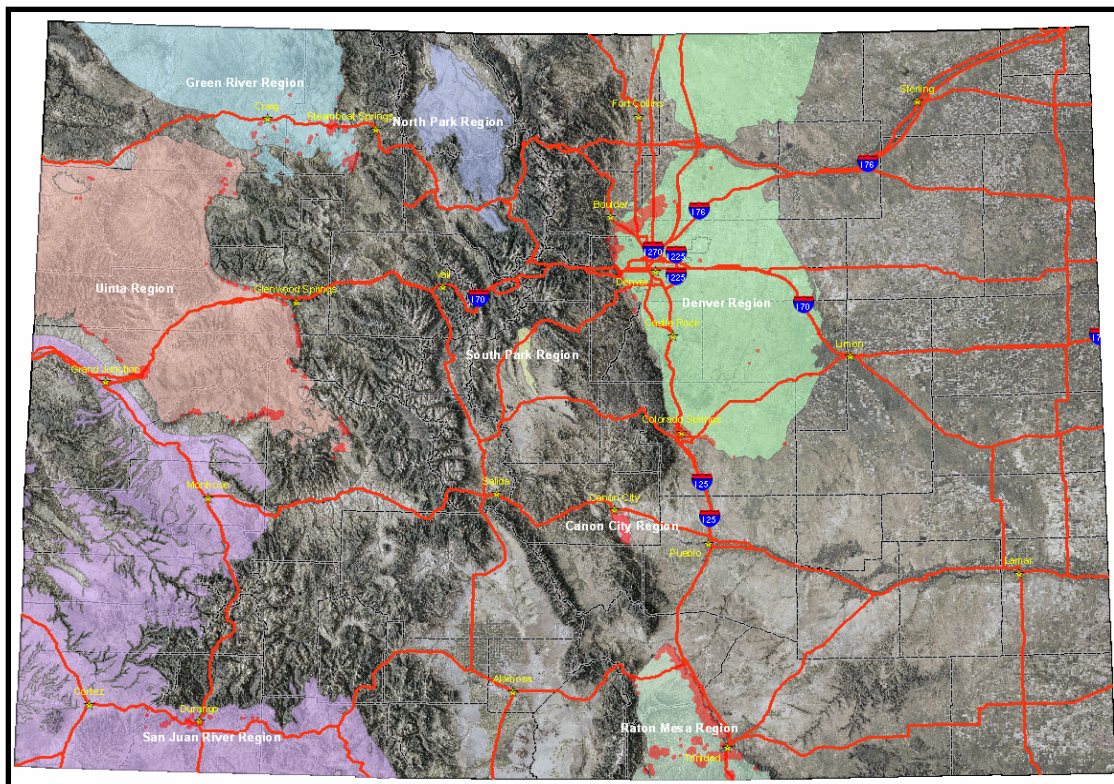 Green River Region
Craig
Steamboat Springs
North Park Region
Fort Collins
Sterling
I 76
Boulder
I 76
I 270
I 225
I 225
Denver
Uinta Region
Glenwood Springs
Vail
I 70
Denver Region
I 70
Castle Rock
South Park Region
Limon
Grand Junction
Colorado Springs
Montrose
Salida
I 25
Canon City
Canon City Region
I 25
Pueblo
Lamar
Cortez
Durango
San Juan River Region
Alamosa
Raton Mesa Region
Trinidad